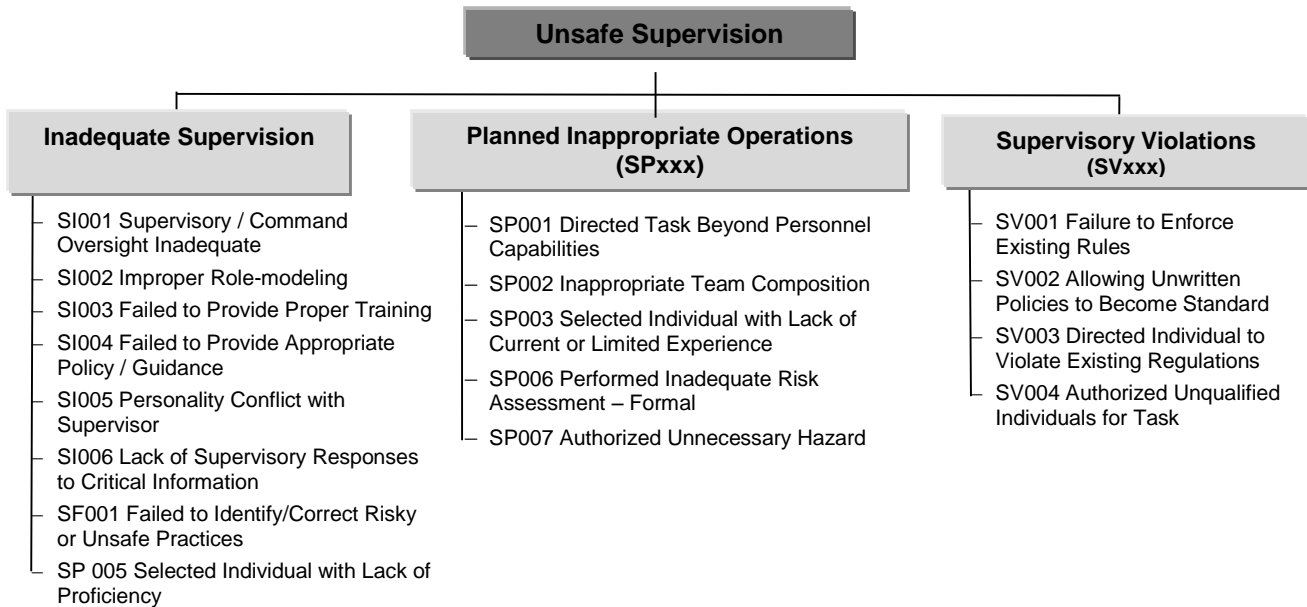 Unsafe Supervision
Inadequate Supervision
SI001 Supervisory / Command
Oversight Inadequate
SI002 Improper Role-modeling
SI003 Failed to Provide Proper Training
SI004 Failed to Provide Appropriate
Policy / Guidance
SI005 Personality Conflict with
Supervisor
SI006 Lack of Supervisory Responses
to Critical Information
SF001 Failed to Identify/Correct Risky
or Unsafe Practices
SP 005 Selected Individual with Lack of
Proficiency
Planned Inappropriate Operations
(SPxxx)
SP001 Directed Task Beyond Personnel
Capabilities
SP002 Inappropriate Team Composition
SP003 Selected Individual with Lack of
Current or Limited Experience
SP006 Performed Inadequate Risk
Assessment – Formal
SP007 Authorized Unnecessary Hazard
Supervisory Violations
(SVxxx)
SV001 Failure to Enforce
Existing Rules
SV002 Allowing Unwritten
Policies to Become Standard
SV003 Directed Individual to
Violate Existing Regulations
SV004 Authorized Unqualified
Individuals for Task